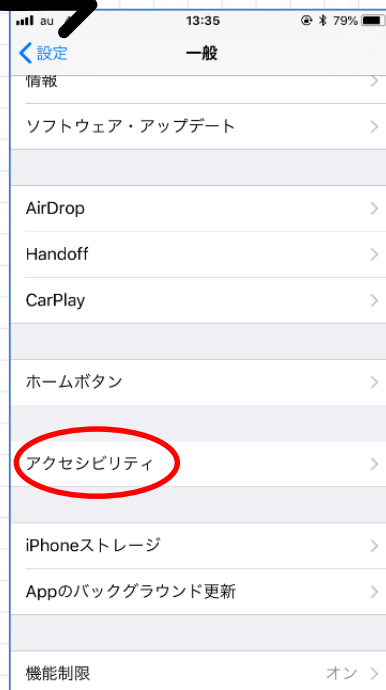 au 13:35 79%
設定 一般
情報
ソフトウェア・アップデート
AirDrop
Handoff
CarPlay
ホームボタン
アクセシビリティ
iPhoneストレージ
Appのバックグラウンド更新
機能制限 オン